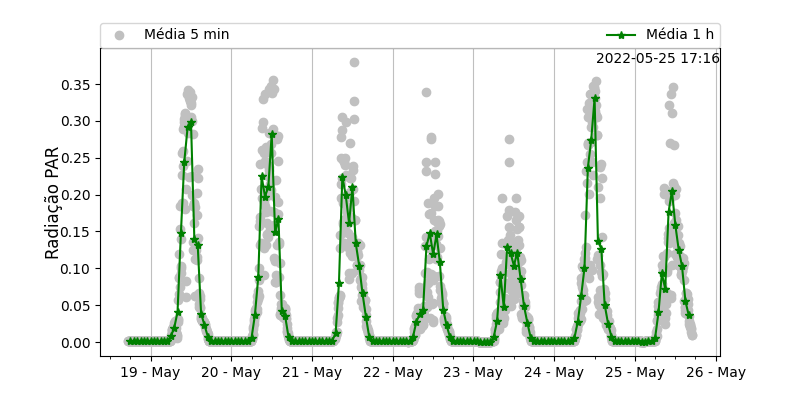 Média 5 min
Média 1 h
2022-05-25 17:16
Radiação PAR
0.35
0.30
0.25
0.20
0.15
0.10
0.05
0.00
19 - May
20 - May
21 - May
22 - May
23 - May
24 - May
25 - May
26 - May